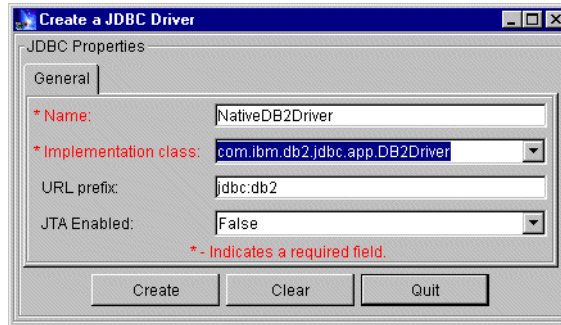 Create a JDBC Driver
JDBC Properties
General
* Name: NativeDB2Driver
* Implementation class: com.ibm.db2.jdbc.app.DB2Driver
URL prefix: jdbc:db2
JTA Enabled: False
* - Indicates a required field.
Create Clear Quit